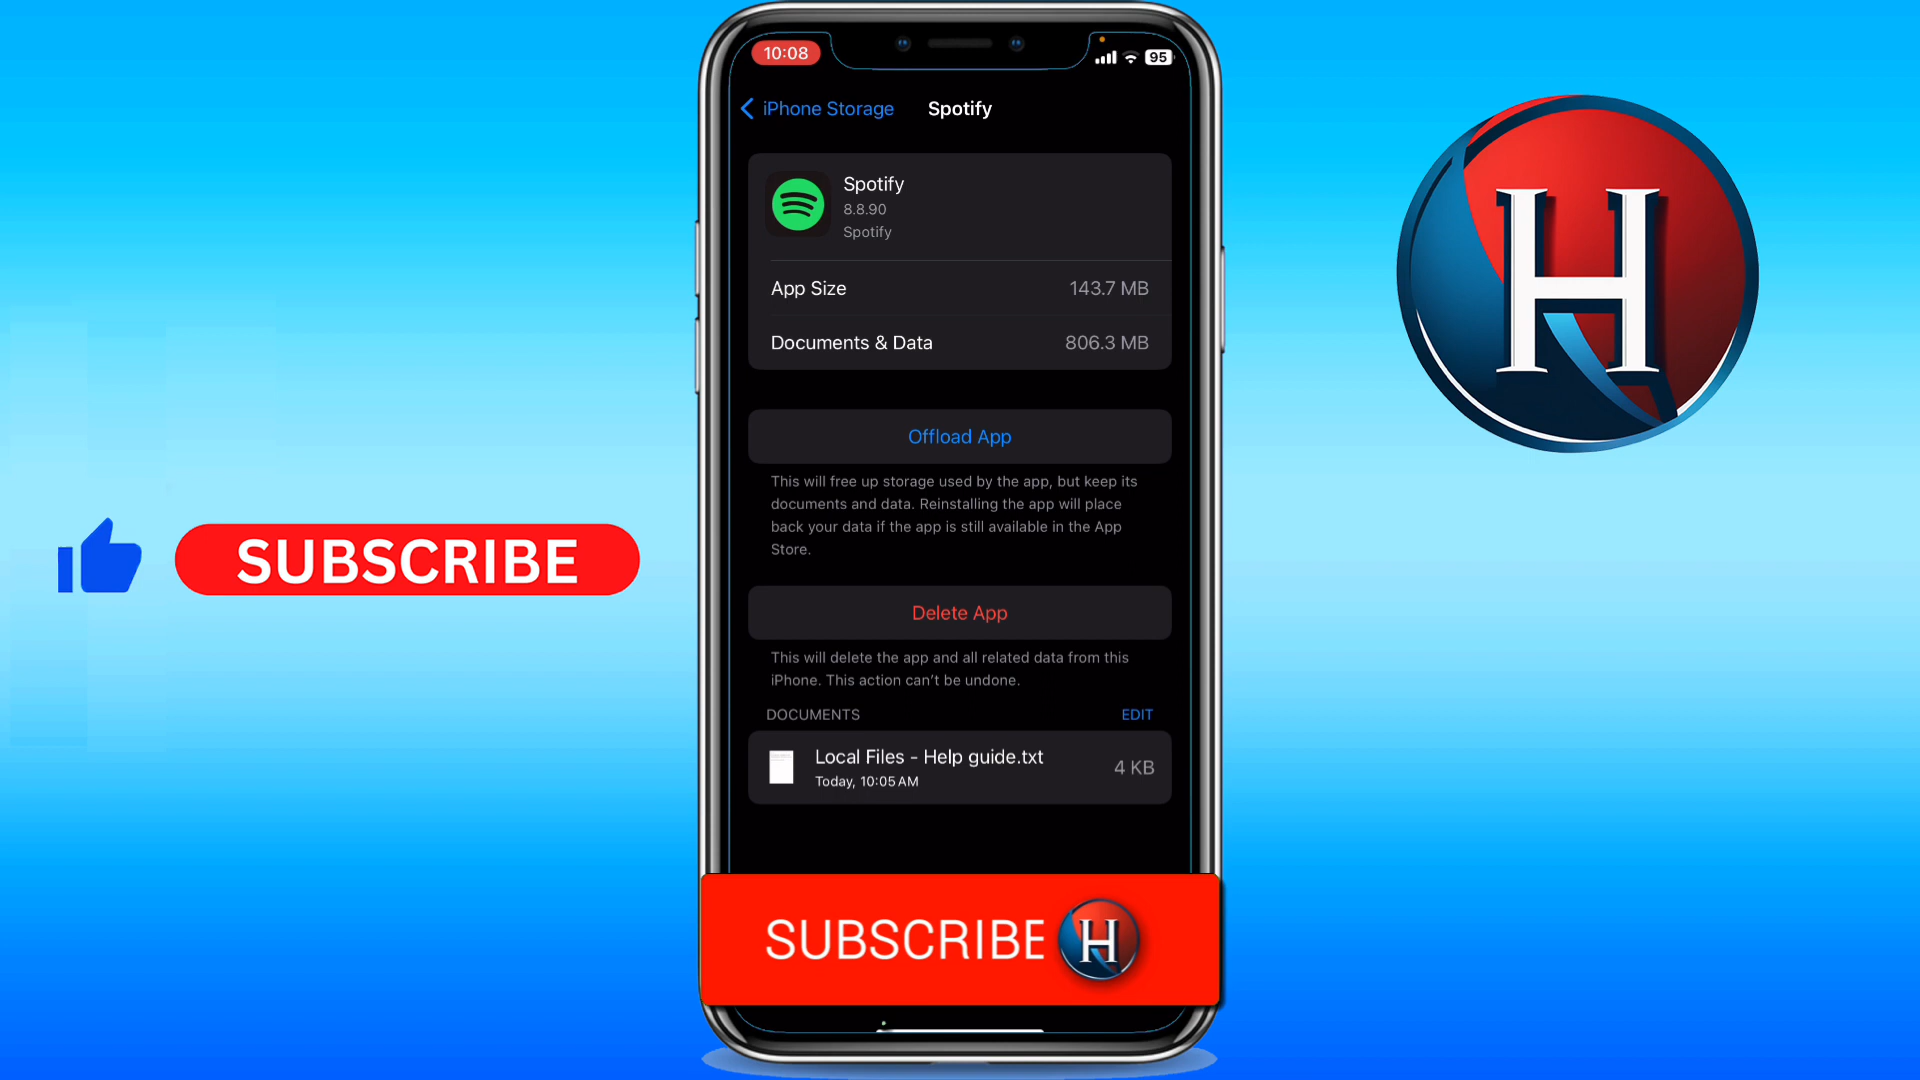 10:08
95
iPhone Storage
Spotify
Spotify
8.8.90
Spotify
App Size
143.7 MB
Documents & Data
806.3 MB
Offload App
This will free up storage used by the app, but keep its
documents and data. Reinstalling the app will place
back your data if the app is still available in the App
Store.
Delete App
This will delete the app and all related data from this
iPhone. This action can't be undone.
DOCUMENTS
EDIT
Local Files - Help guide.txt
Today, 10:05 AM
4 KB
SUBSCRIBE
SUBSCRIBE
H
H